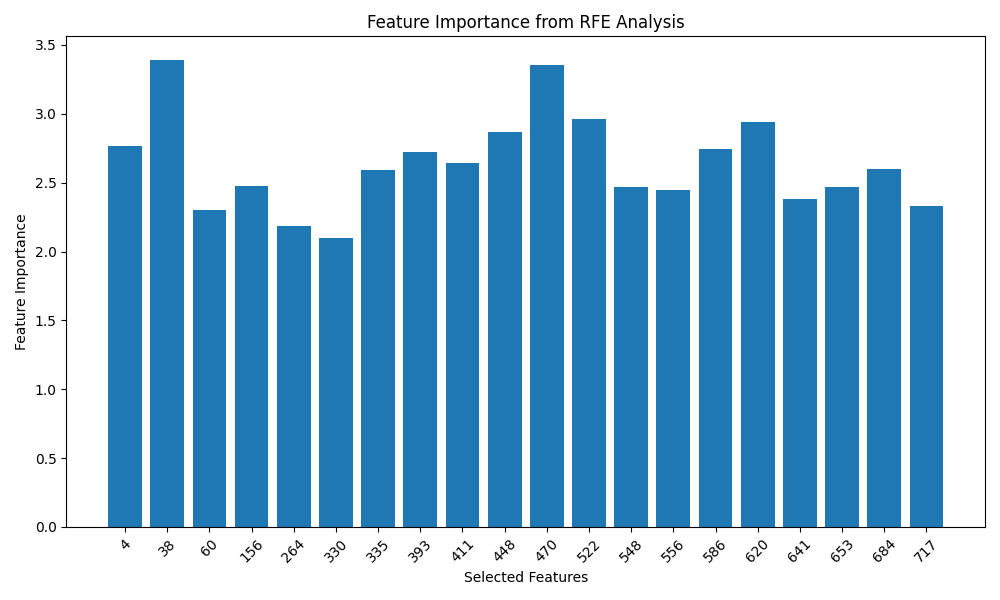 Feature Importance from RFE Analysis
Feature Importance
3.5
3.0
2.5
2.0
1.5
1.0
0.5
0.0
4 38 60 156 264 330 335 393 411 448 470 522 548 556 586 620 641 653 684 717
Selected Features